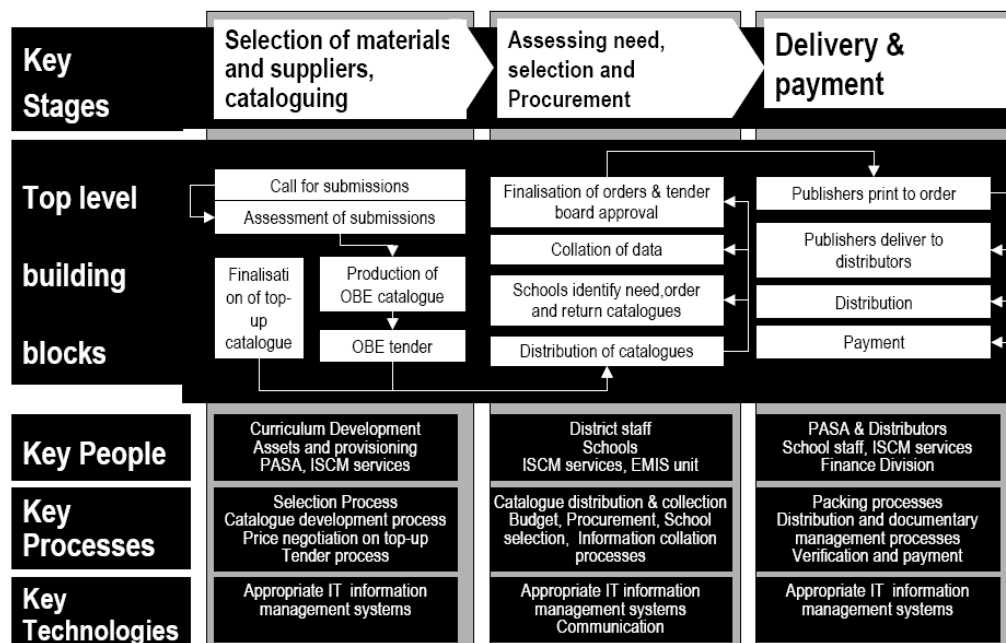 Key
Stages
Selection of materials
and suppliers,
cataloguing
Assessing need,
selection and
Procurement
Delivery &
payment
Top level
building
blocks
Call for submissions
Assessment of submissions
Finalisati
on of top-
up
catalogue
Production of
OBE catalogue
OBE tender
Finalisation of orders & tender
board approval
Collation of data
Schools identify need,order
and return catalogues
Distribution of catalogues
Publishers print to order
Publishers deliver to
distributors
Distribution
Payment
Key People
Curriculum Development
Assets and provisioning
PASA, ISCM services
District staff
Schools
ISCM services, EMIS unit
PASA & Distributors
School staff, ISCM services
Finance Division
Key
Processes
Selection Process
Catalogue development process
Price negotiation on top-up
Tender process
Catalogue distribution & collection
Budget, Procurement, School
selection, Information collation
processes
Packing processes
Distribution and documentary
management processes
Verification and payment
Key
Technologies
Appropriate IT information
management systems
Appropriate IT information
management systems
Communication
Appropriate IT information
management systems